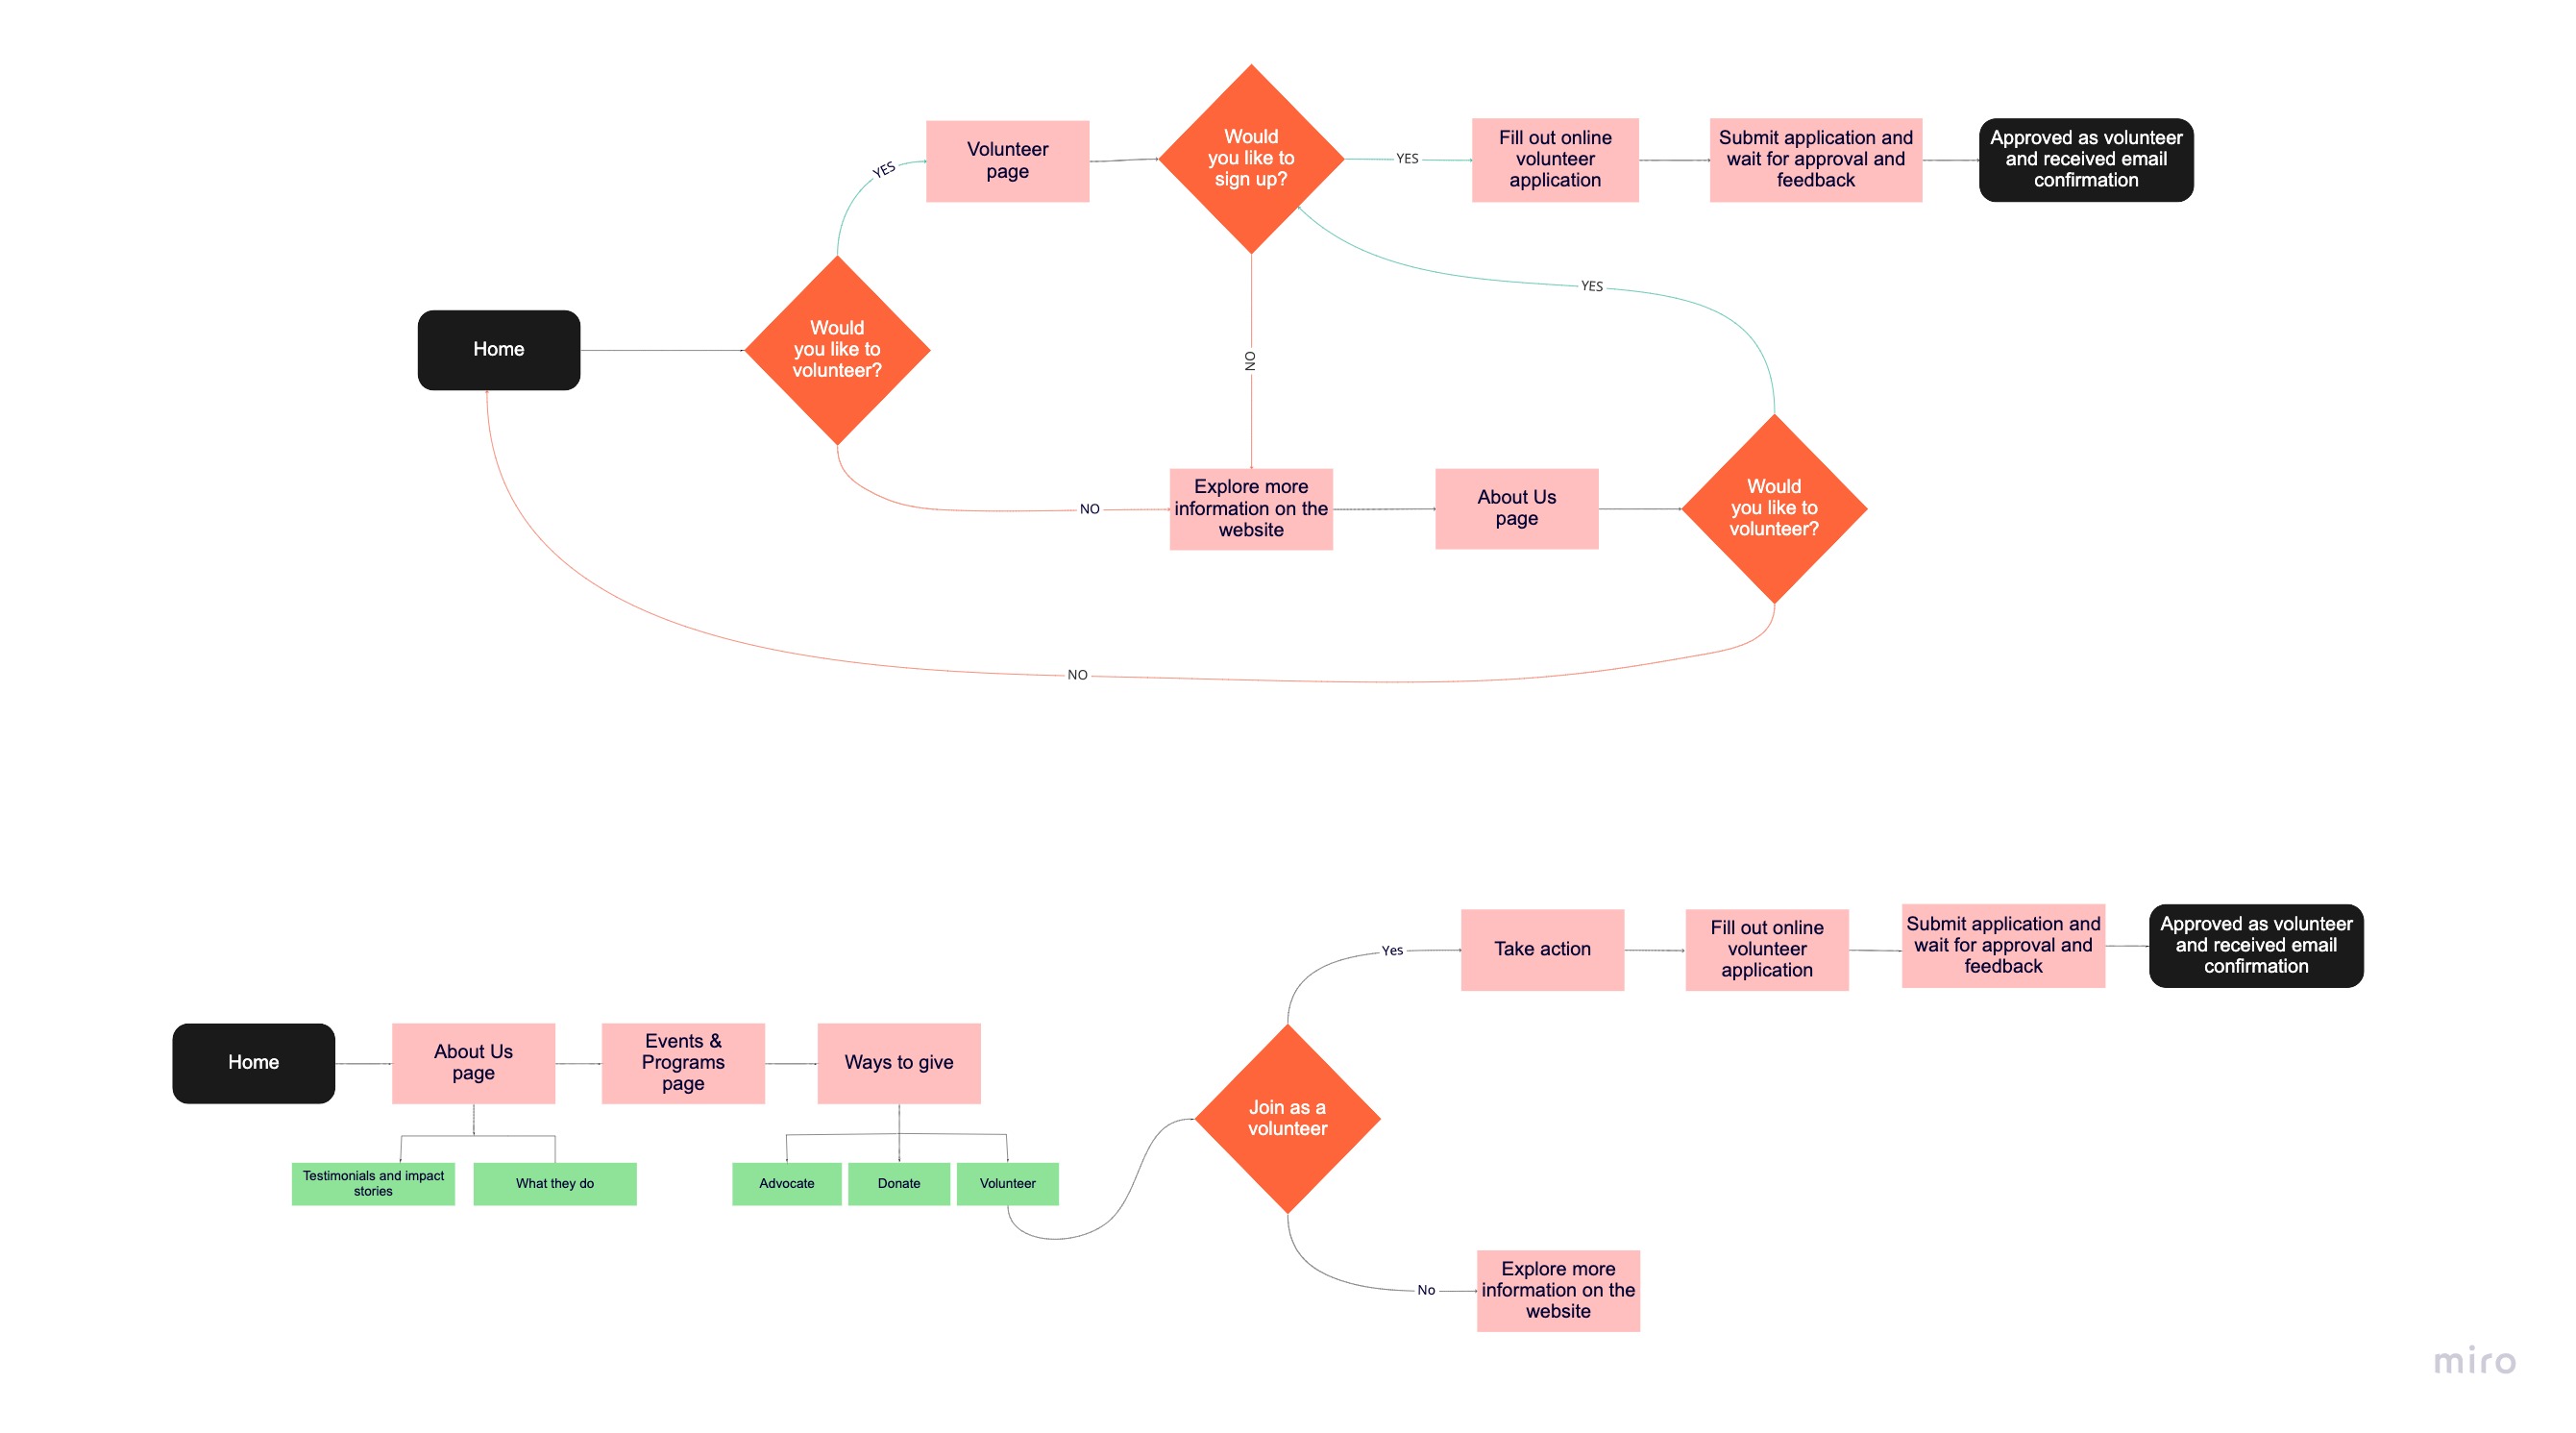 Would
you like to
sign up?
Volunteer
page
YES
YES
Fill out online
volunteer
application
Submit application and
wait for approval and
feedback
Approved as volunteer
and received email
confirmation
YES
Home
Would
you like to
volunteer?
NO
Explore more
information on the
website
NO
About Us
page
Would
you like to
volunteer?
NO
Yes
Take action
Fill out online
volunteer
application
Submit application and
wait for approval and
feedback
Approved as volunteer
and received email
confirmation
Home
About Us
page
Events &
Programs
page
Ways to give
Join as a
volunteer
Testimonials and impact
stories
What they do
Advocate
Donate
Volunteer
No
Explore more
information on the
website
miro